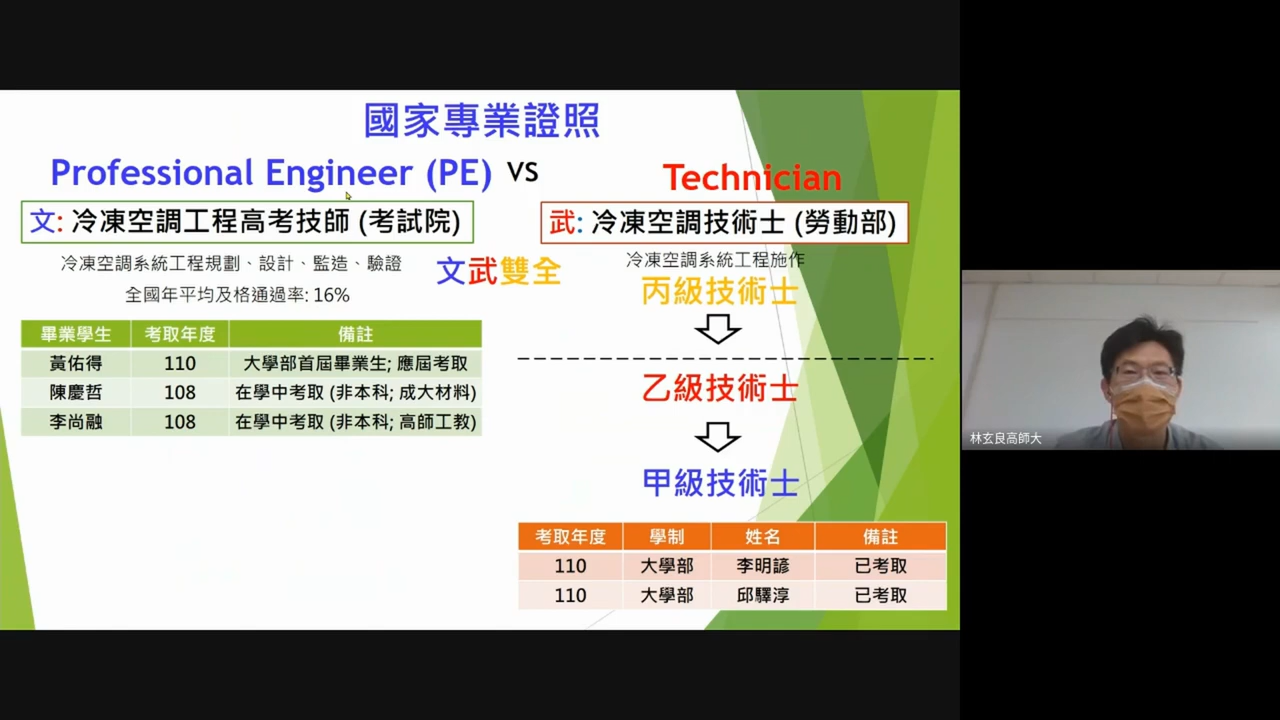 國家專業證照
Professional Engineer (PE) VS Technician
文: 冷凍空調工程高考技師 (考試院)
武: 冷凍空調技術士 (勞動部)
冷凍空調系統工程規劃、設計、監造、驗證
全國年平均及格通過率: 16%
文武雙全
冷凍空調系統工程施作
丙級技術士
乙級技術士
甲級技術士
畢業學生 考取年度 備註
黃佑得 110 大學部首屆畢業生; 應屆考取
陳慶哲 108 在學中考取 (非本科; 成大材料)
李尚融 108 在學中考取 (非本科; 高師工教)
考取年度 學制 姓名 備註
110 大學部 李明諺 已考取
110 大學部 邱驛淳 已考取
林玄良高師大